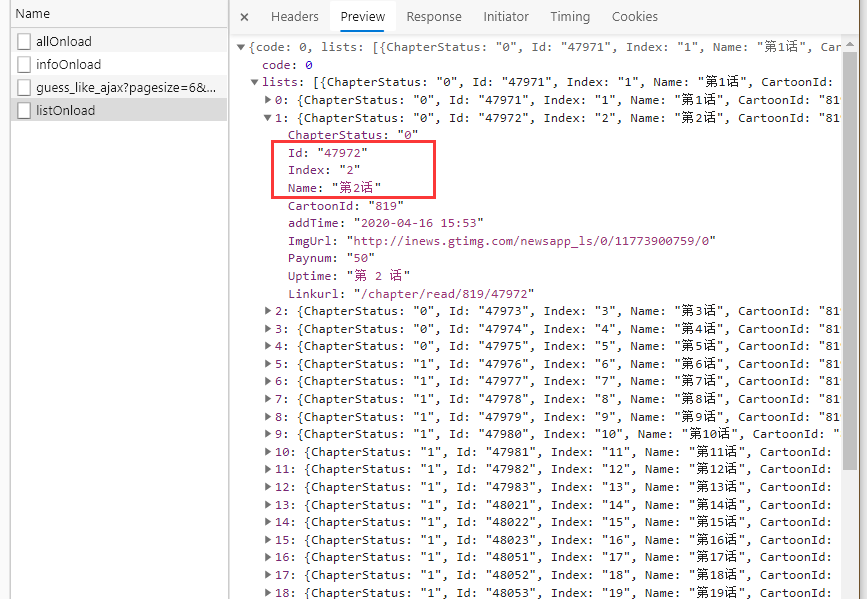 Name
allOnload
infoOnload
guess_like_ajax?pagesize=6&...
listOnload
× Headers Preview Response Initiator Timing Cookies
▼{code: 0, lists: [{ChapterStatus: "0", Id: "47971", Index: "1", Name: "第1话", Car
code: 0
▼lists: [{ChapterStatus: "0", Id: "47971", Index: "1", Name: "第1话", CartoonId:
▶0: {ChapterStatus: "0", Id: "47971", Index: "1", Name: "第1话", CartoonId: "819
▼1: {ChapterStatus: "0", Id: "47972", Index: "2", Name: "第2话", CartoonId: "819
ChapterStatus: "0"
Id: "47972"
Index: "2"
Name: "第2话"
CartoonId: "819"
addTime: "2020-04-16 15:53"
ImgUrl: "http://inews.gtimg.com/newsapp_ls/0/11773900759/0"
Paynum: "50"
Uptime: "第 2 话"
Linkurl: "/chapter/read/819/47972"
▶2: {ChapterStatus: "0", Id: "47973", Index: "3", Name: "第3话", CartoonId: "819
▶3: {ChapterStatus: "0", Id: "47974", Index: "4", Name: "第4话", CartoonId: "819
▶4: {ChapterStatus: "0", Id: "47975", Index: "5", Name: "第5话", CartoonId: "819
▶5: {ChapterStatus: "1", Id: "47976", Index: "6", Name: "第6话", CartoonId: "819
▶6: {ChapterStatus: "1", Id: "47977", Index: "7", Name: "第7话", CartoonId: "819
▶7: {ChapterStatus: "1", Id: "47978", Index: "8", Name: "第8话", CartoonId: "819
▶8: {ChapterStatus: "1", Id: "47979", Index: "9", Name: "第9话", CartoonId: "819
▶9: {ChapterStatus: "1", Id: "47980", Index: "10", Name: "第10话", CartoonId: "
▶10: {ChapterStatus: "1", Id: "47981", Index: "11", Name: "第11话", CartoonId:
▶11: {ChapterStatus: "1", Id: "47982", Index: "12", Name: "第12话", CartoonId:
▶12: {ChapterStatus: "1", Id: "47983", Index: "13", Name: "第13话", CartoonId:
▶13: {ChapterStatus: "1", Id: "48021", Index: "14", Name: "第14话", CartoonId:
▶14: {ChapterStatus: "1", Id: "48022", Index: "15", Name: "第15话", CartoonId:
▶15: {ChapterStatus: "1", Id: "48023", Index: "16", Name: "第16话", CartoonId:
▶16: {ChapterStatus: "1", Id: "48051", Index: "17", Name: "第17话", CartoonId:
▶17: {ChapterStatus: "1", Id: "48052", Index: "18", Name: "第18话", CartoonId:
▶18: {ChapterStatus: "1", Id: "48053", Index: "19", Name: "第19话", CartoonId: